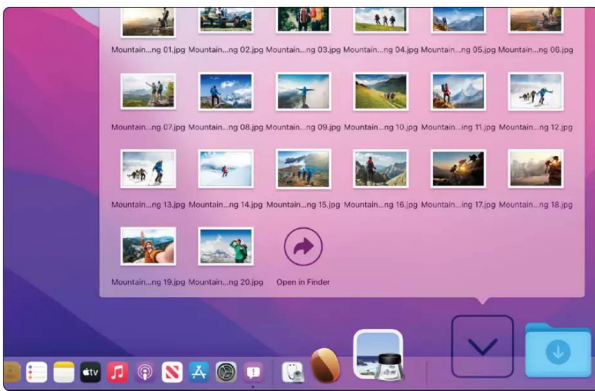 Mountain...ng 01.jpg Mountain...ng 02.jpg Mountain...ng 03.jpg Mountain...ng 04.jpg Mountain...ng 05.jpg Mountain...ng 06.jpg
Mountain...ng 07.jpg Mountain...ng 08.jpg Mountain...ng 09.jpg Mountain...ng 10.jpg Mountain...ing 11.jpg Mountain...ng 12.jpg
Mountain...ng 13.jpg Mountain...ng 14.jpg Mountain...ng 15.jpg Mountain...ng 16.jpg Mountain...ing 17.jpg Mountain...ng 18.jpg
Mountain...ng 19.jpg Mountain...ng 20.jpg Open in Finder
tv